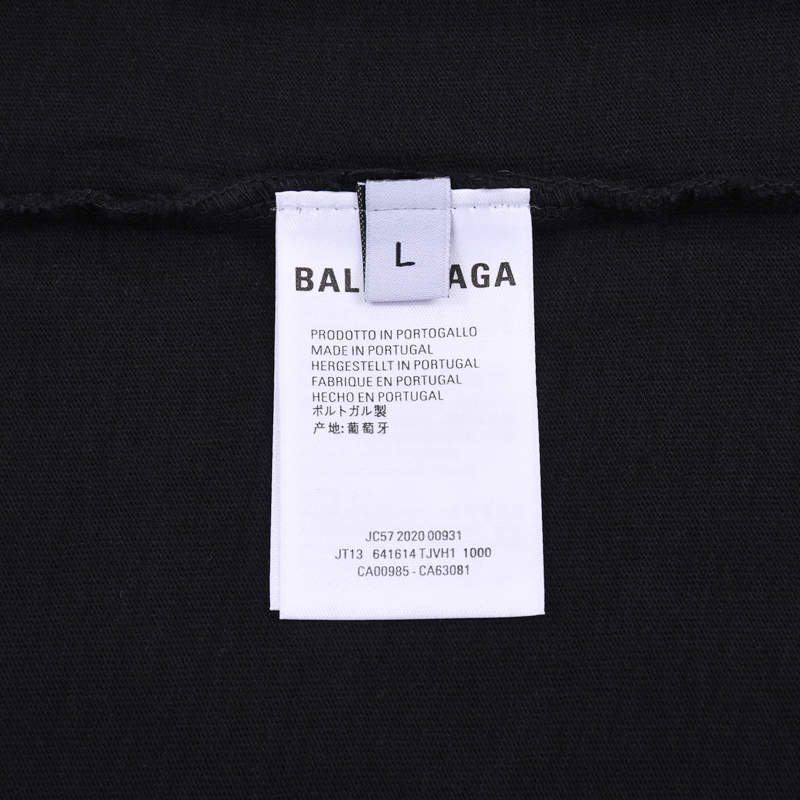 L
BAL AGA
PRODOTTO IN PORTOGALLO
MADE IN PORTUGAL
HERGESTELLT IN PORTUGAL
FABRIQUE EN PORTUGAL
HECHO EN PORTUGAL
ポルトガル製
产地:葡萄牙
JC57 2020 00931
JT13 641614 TJVH1 1000
CA00985 - CA63081